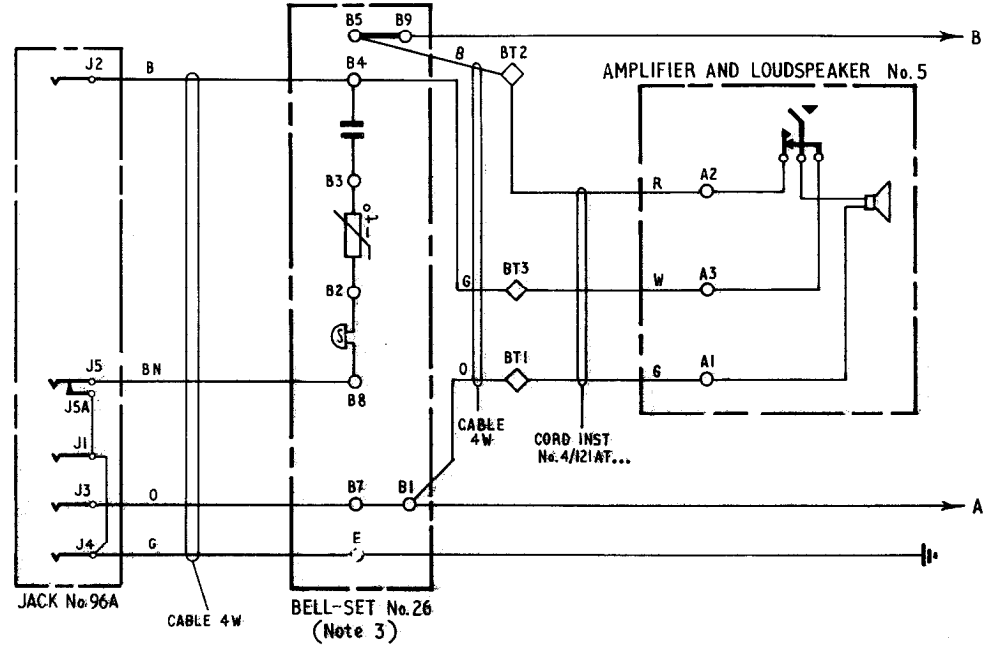 B5 B9
B
B
BT2
J2
B
B4
AMPLIFIER AND LOUDSPEAKER No. 5
B3
R
A2
-t°
G
BT3
W
A3
B2
S
J5
BN
B8
O
BT1
G
A1
J5A
CABLE
4W
CORD INST
No. 4/121AT...
J1
J3
O
B7
B1
A
J4
G
E
JACK No. 96A
CABLE 4W
BELL-SET No. 26
(Note 3)